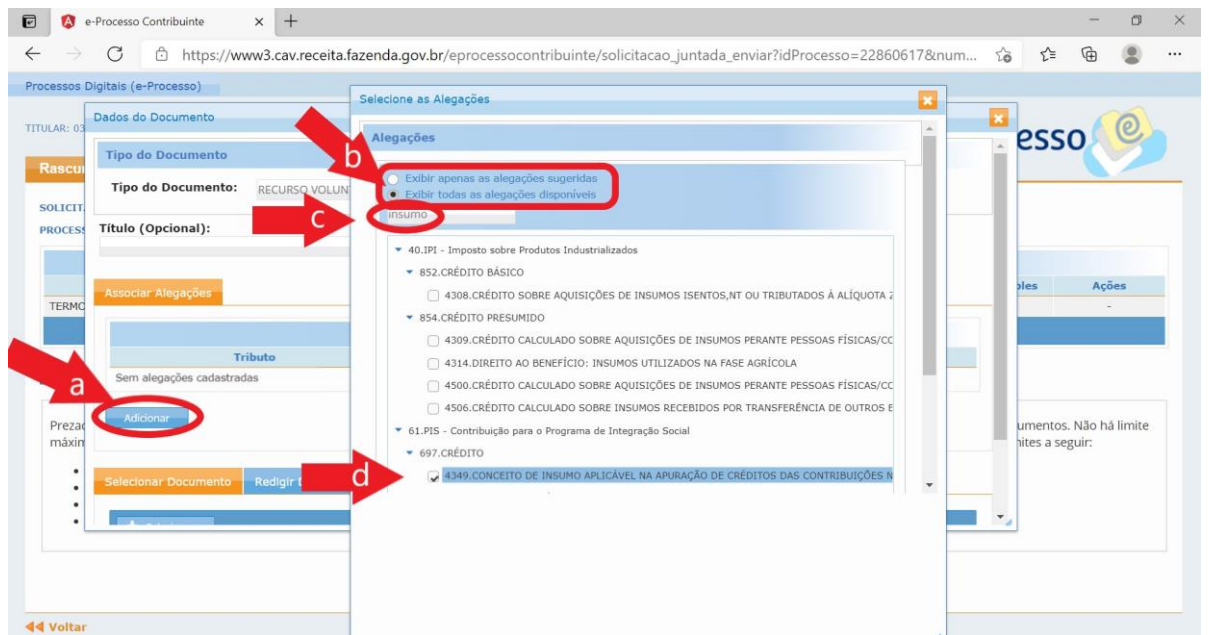 e-Processo Contribuinte
https://www3.cav.receita.fazenda.gov.br/eprocessocontribuinte/solicitacao_juntada_enviar?idProcesso=22860617&num...
Processos Digitais (e-Processo)
TITULAR: 03
esso
Rascu
SOLICIT
PROCESS
TERMO
Dados do Documento
Tipo do Documento
Tipo do Documento: RECURSO VOLUN
Título (Opcional):
Associar Alegações
Tributo
Sem alegações cadastradas
a
Adicionar
Selecionar Documento
Redigir
Selecione as Alegações
Alegações
b
Exibir apenas as alegações sugeridas
Exibir todas as alegações disponíveis
c
insumo
40.IPI - Imposto sobre Produtos Industrializados
852.CRÉDITO BÁSICO
4308.CRÉDITO SOBRE AQUISIÇÕES DE INSUMOS ISENTOS,NT OU TRIBUTADOS À ALÍQUOTA
854.CRÉDITO PRESUMIDO
4309.CRÉDITO CALCULADO SOBRE AQUISIÇÕES DE INSUMOS PERANTE PESSOAS FÍSICAS/CC
4314.DIREITO AO BENEFÍCIO: INSUMOS UTILIZADOS NA FASE AGRÍCOLA
4500.CRÉDITO CALCULADO SOBRE AQUISIÇÕES DE INSUMOS PERANTE PESSOAS FÍSICAS/CC
4506.CRÉDITO CALCULADO SOBRE INSUMOS RECEBIDOS POR TRANSFERÊNCIA DE OUTROS E
61.PIS - Contribuição para o Programa de Integração Social
697.CRÉDITO
d
4349.CONCEITO DE INSUMO APLICÁVEL NA APURAÇÃO DE CRÉDITOS DAS CONTRIBUIÇÕES N
Ações
-
Prezad
máxim
umentos. Não há limite
ites a seguir:
Voltar